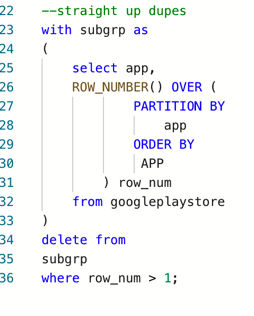 22 --straight up dupes
23 with subgrp as
24 (
25 select app,
26 ROW_NUMBER() OVER (
27 PARTITION BY
28 app
29 ORDER BY
30 APP
31 ) row_num
32 from googleplaystore
33 )
34 delete from
35 subgrp
36 where row_num > 1;